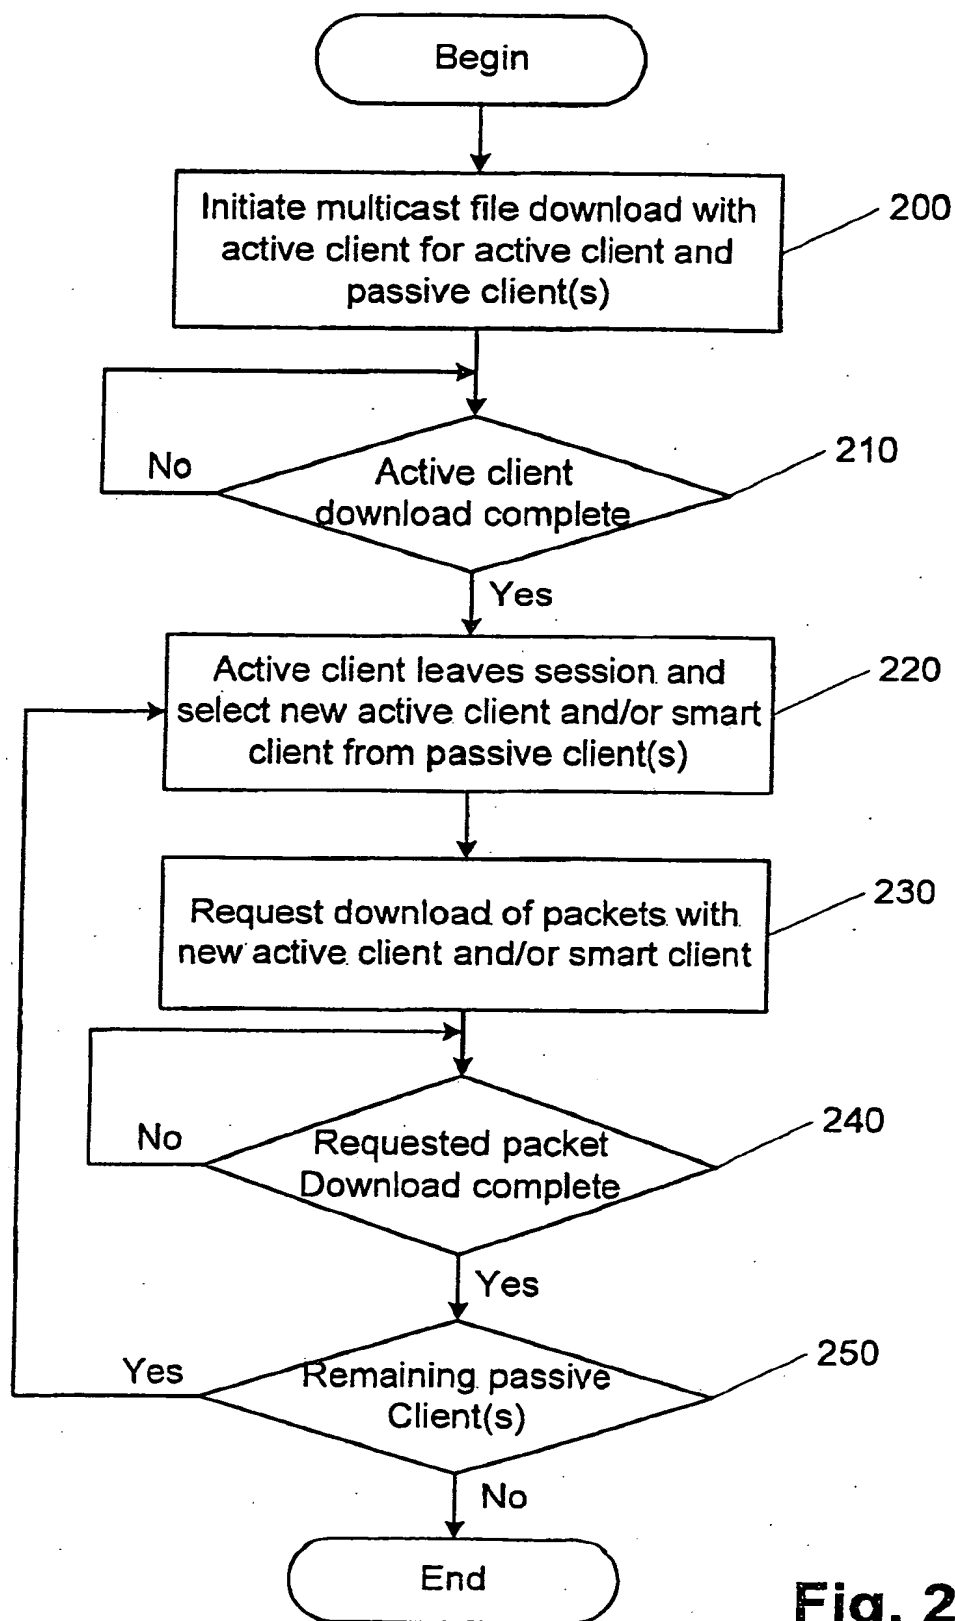 Begin
Initiate multicast file download with
active client for active client and
passive client(s)
200
No
Active client
download complete
210
Yes
Active client leaves session and
select new active client and/or smart
client from passive client(s)
220
Request download of packets with
new active client and/or smart client
230
No
Requested packet
Download complete
240
Yes
Yes
Remaining passive
Client(s)
250
No
End
Fig. 2